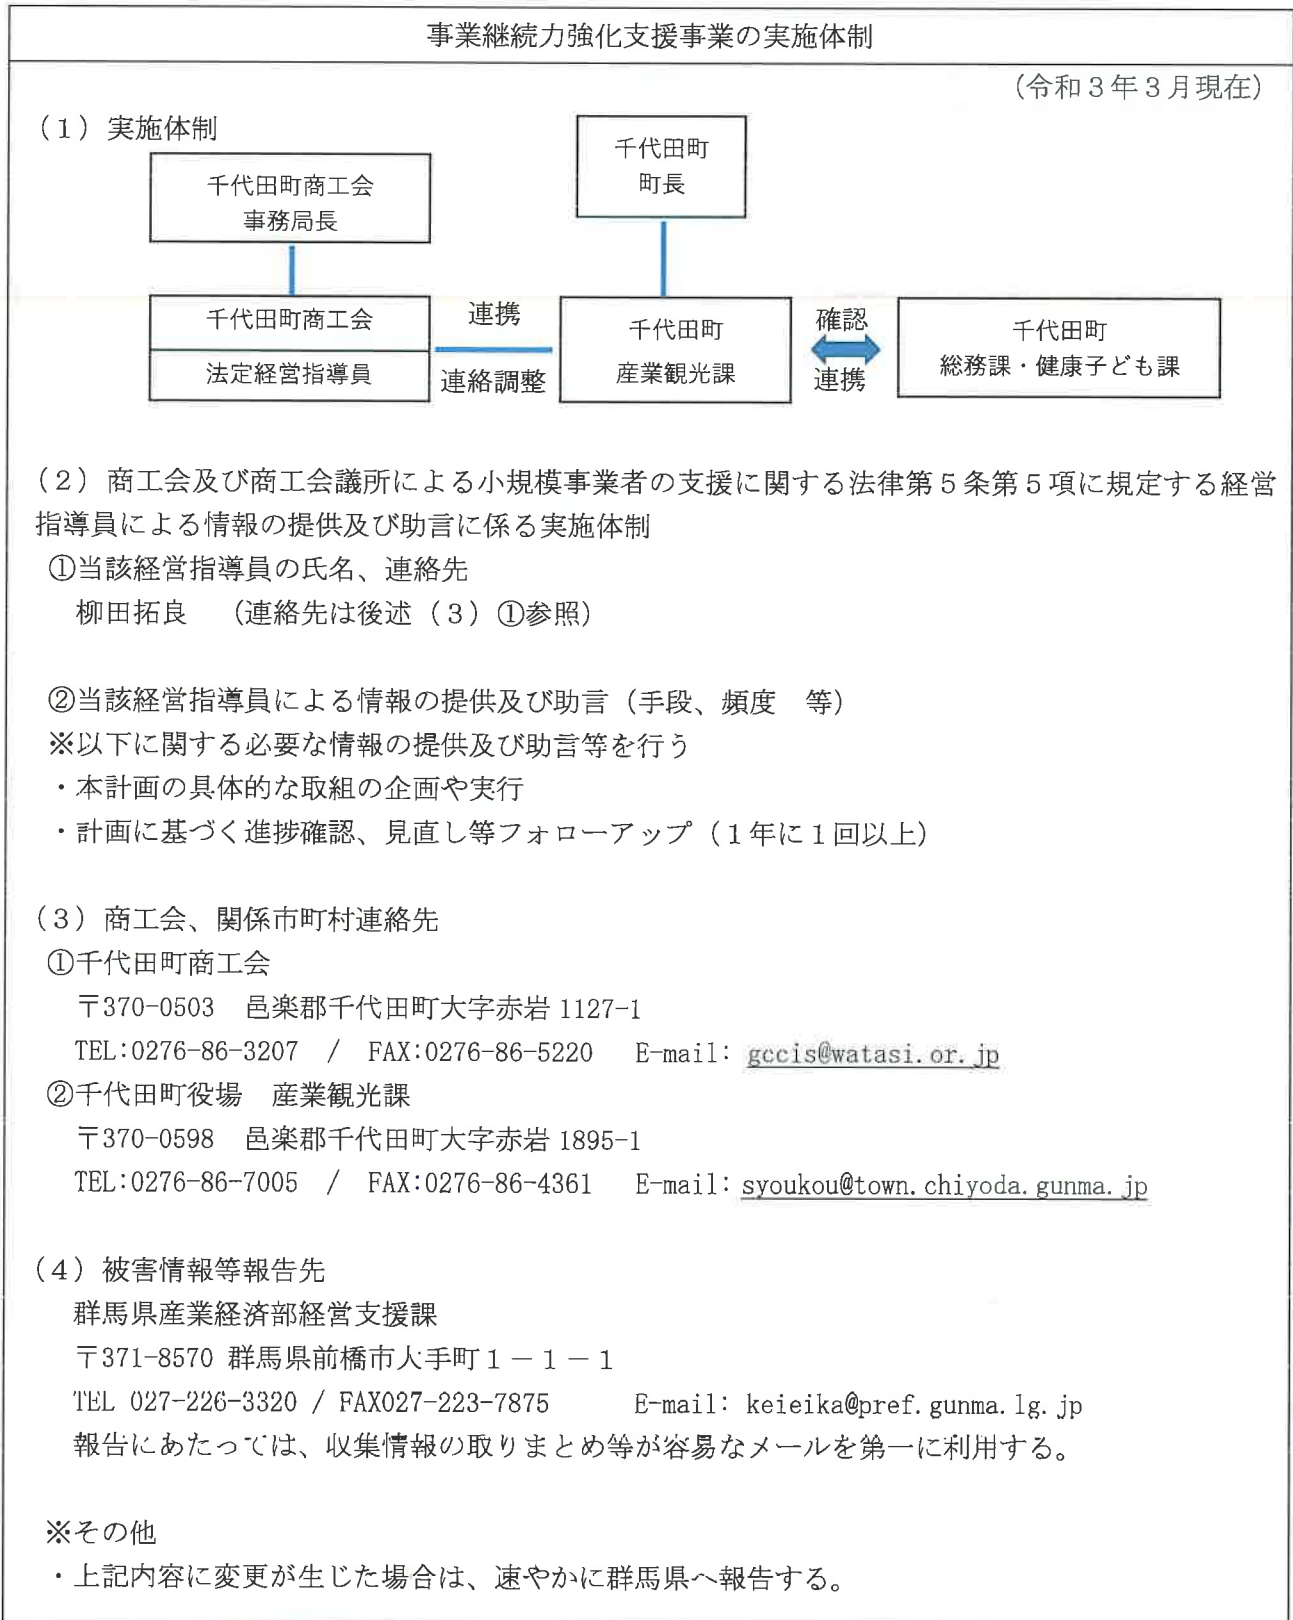 事業継続力強化支援事業の実施体制
(令和3年3月現在)
(1)実施体制
千代田町商工会
事務局長
千代田町
町長
千代田町商工会
法定経営指導員
連携
連絡調整
千代田町
産業観光課
確認
連携
千代田町
総務課・健康子ども課
(2)商工会及び商工会議所による小規模事業者の支援に関する法律第5条第5項に規定する経営
指導員による情報の提供及び助言に係る実施体制
①当該経営指導員の氏名、連絡先
柳田拓良 (連絡先は後述(3)①参照)
②当該経営指導員による情報の提供及び助言(手段、頻度 等)
※以下に関する必要な情報の提供及び助言等を行う
・本計画の具体的な取組の企画や実行
・計画に基づく進捗確認、見直し等フォローアップ(1年に1回以上)
(3)商工会、関係市町村連絡先
①千代田町商工会
〒370-0503 邑楽郡千代田町大字赤岩 1127-1
TEL:0276-86-3207 / FAX:0276-86-5220 E-mail: gccis@watasi.or.jp
②千代田町役場 産業観光課
〒370-0598 邑楽郡千代田町大字赤岩 1895-1
TEL:0276-86-7005 / FAX:0276-86-4361 E-mail: syoukou@town.chiyoda.gunma.jp
(4)被害情報等報告先
群馬県産業経済部経営支援課
〒371-8570 群馬県前橋市大手町1-1-1
TEL 027-226-3320 / FAX027-223-7875 E-mail: keieika@pref.gunma.lg.jp
報告にあたっては、収集情報の取りまとめ等が容易なメールを第一に利用する。
※その他
・上記内容に変更が生じた場合は、速やかに群馬県へ報告する。